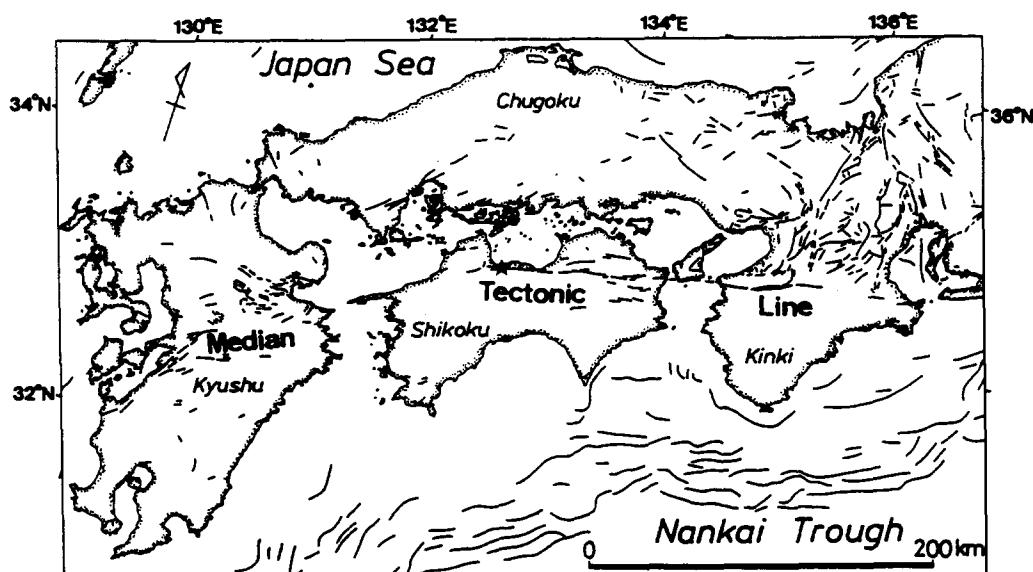 130°E 132°E 134°E 136°E
Japan Sea
34°N
Chugoku
36°N
Tectonic
Line
Shikoku
Median
Kinki
Kyushu
32°N
Nankai Trough
0 200km